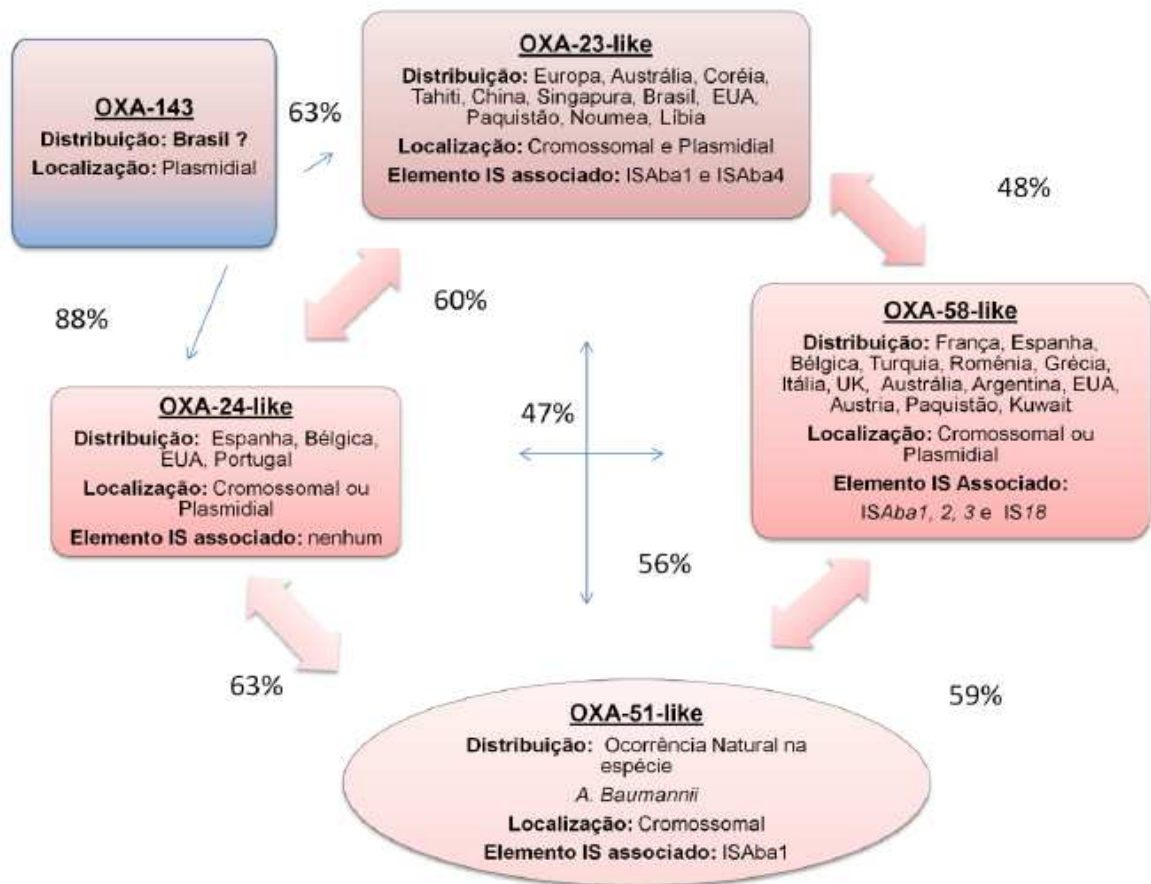 OXA-143
Distribuição: Brasil ?
Localização: Plasmidial
63%
OXA-23-like
Distribuição: Europa, Austrália, Coréia,
Tahiti, China, Singapura, Brasil, EUA,
Paquistão, Noumea, Líbia
Localização: Cromossomal e Plasmidial
Elemento IS associado: ISAba1 e ISAba4
48%
88%
60%
OXA-58-like
Distribuição: França, Espanha,
Bélgica, Turquia, Romênia, Grécia,
Itália, UK, Austrália, Argentina, EUA,
Austria, Paquistão, Kuwait
Localização: Cromossomal ou
Plasmidial
Elemento IS Associado:
ISAba1, 2, 3 e IS18
OXA-24-like
Distribuição: Espanha, Bélgica,
EUA, Portugal
Localização: Cromossomal ou
Plasmidial
Elemento IS associado: nenhum
47%
56%
63%
59%
OXA-51-like
Distribuição: Ocorrência Natural na
espécie
A. Baumannii
Localização: Cromossomal
Elemento IS associado: ISAba1